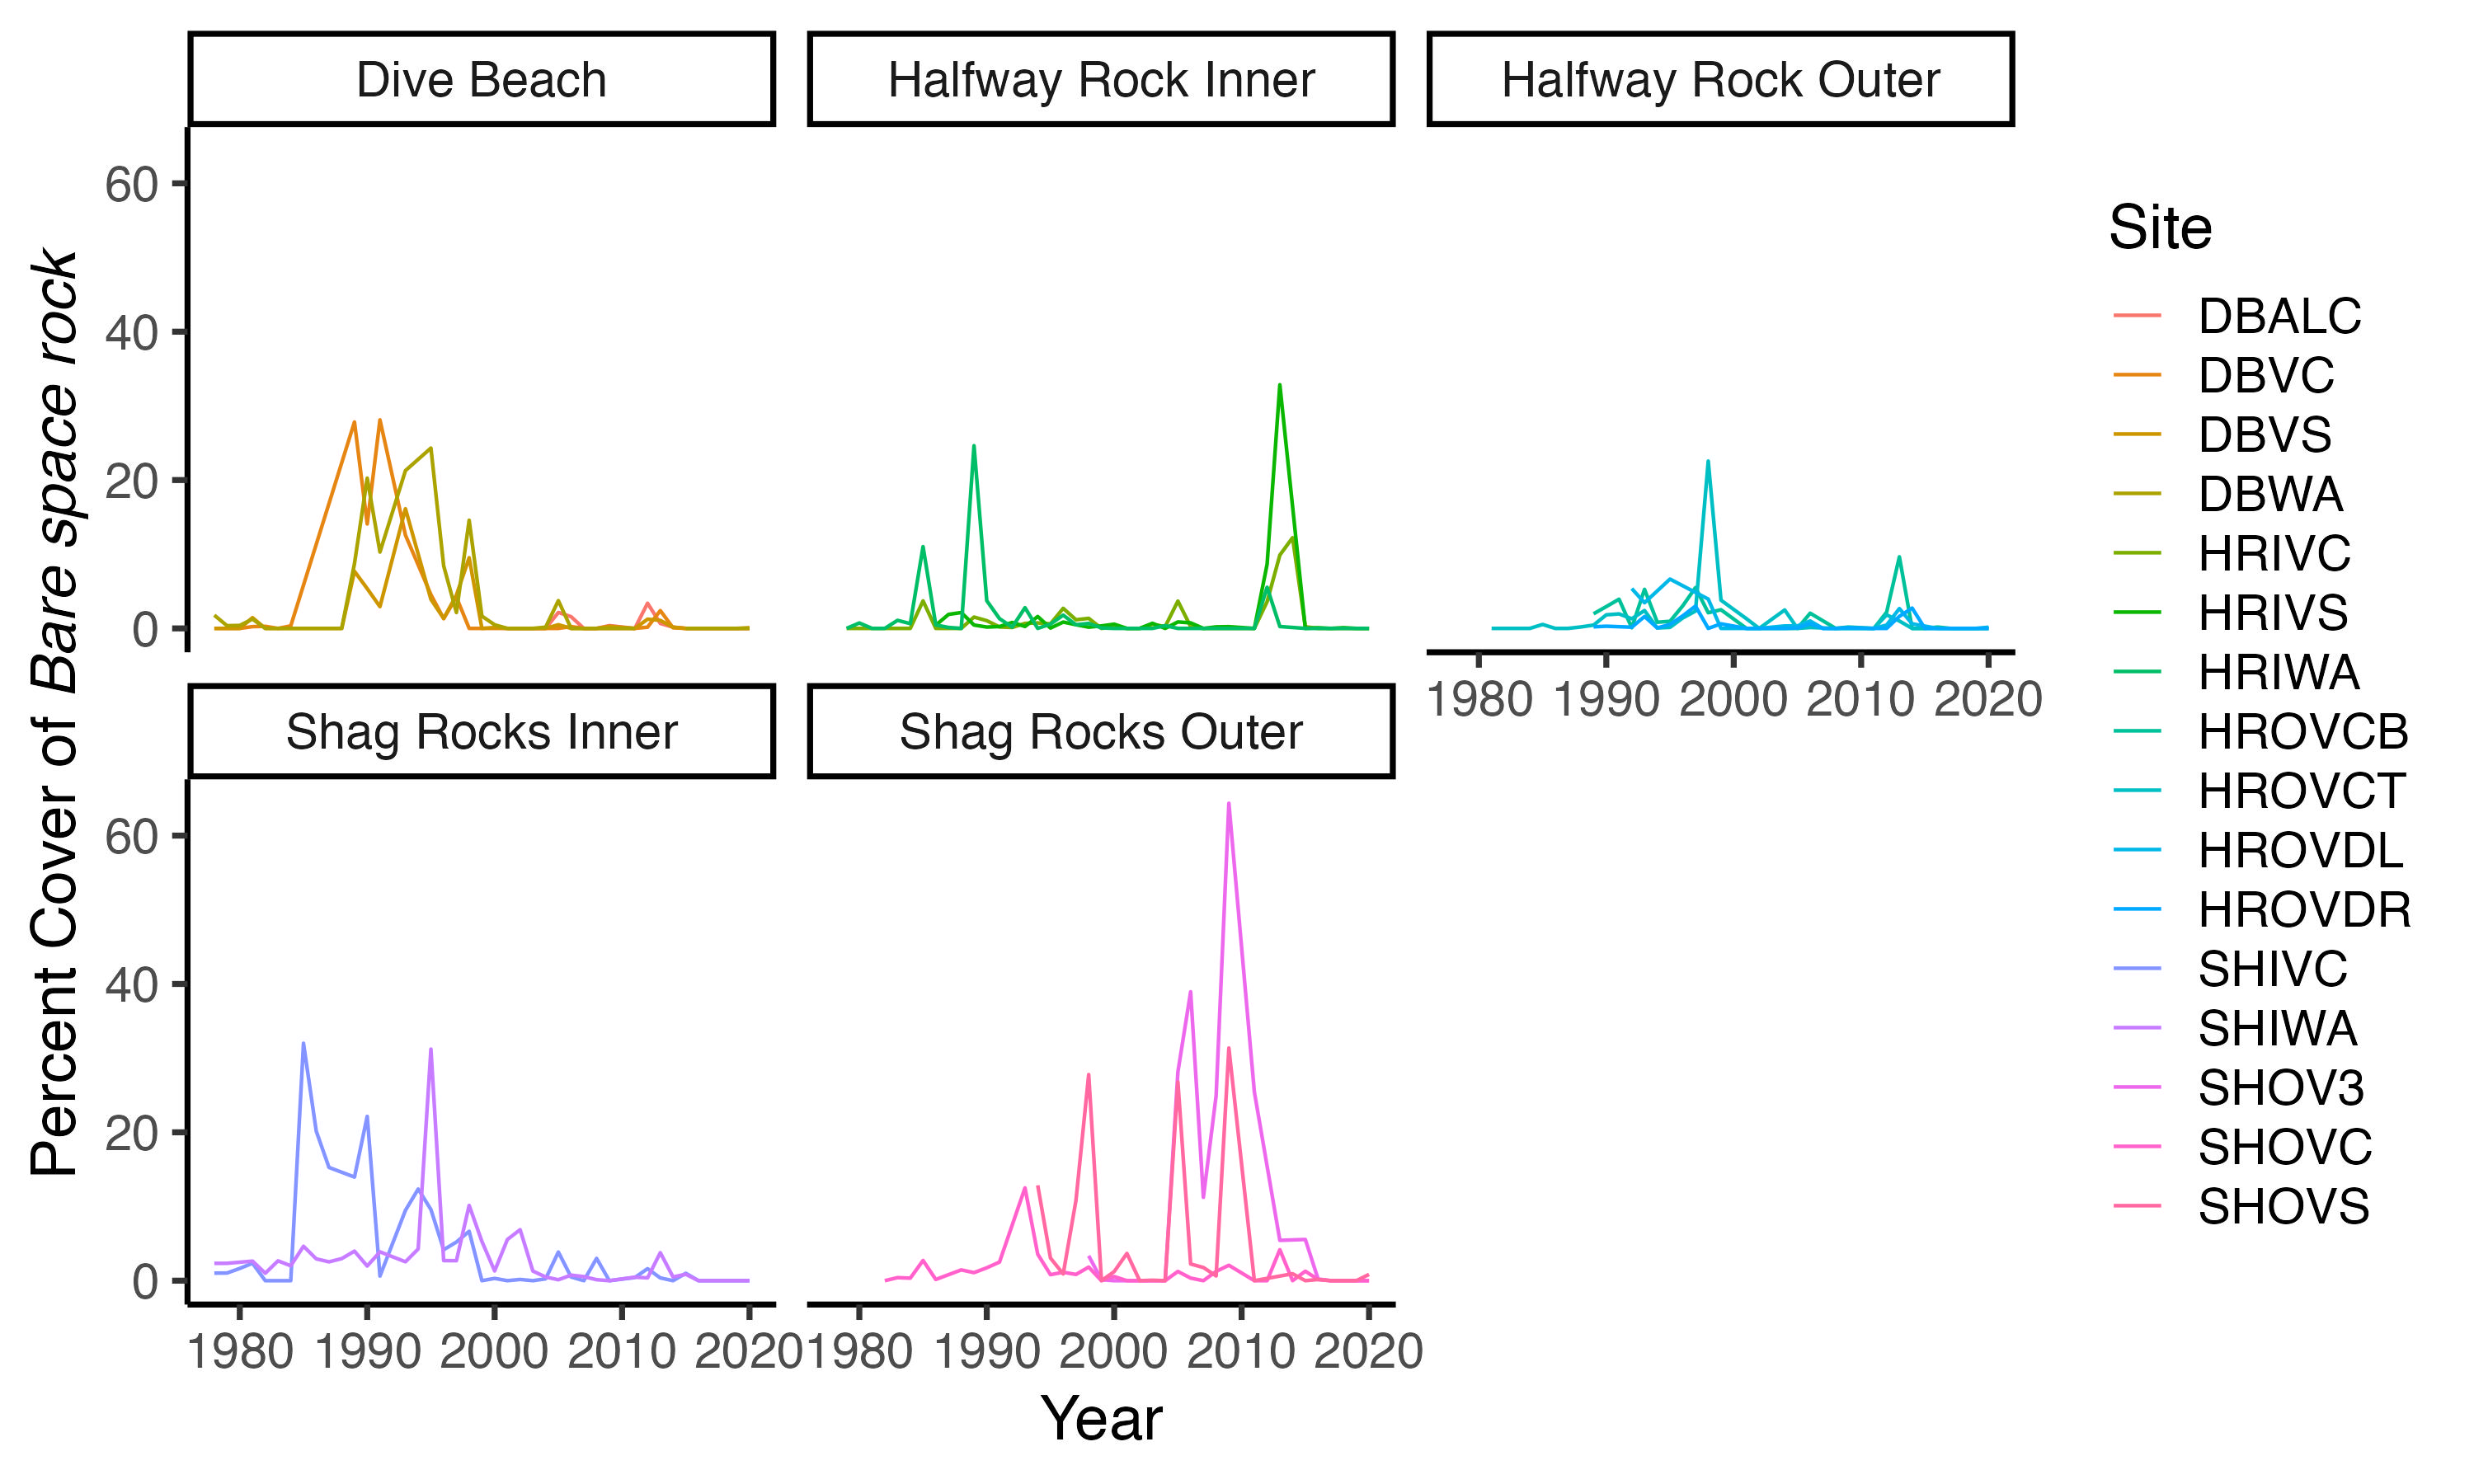 Dive Beach
Halfway Rock Inner
Halfway Rock Outer
60
40
20
0
1980 1990 2000 2010 2020
Shag Rocks Inner
Shag Rocks Outer
60
40
20
0
1980 1990 2000 2010 2020
1980 1990 2000 2010 2020
Year
Percent Cover of Bare space rock
Site
DBALC
DBVC
DBVS
DBWA
HRIVC
HRIVS
HRIWA
HROVCB
HROVCT
HROVDL
HROVDR
SHIVC
SHIWA
SHOV3
SHOVC
SHOVS